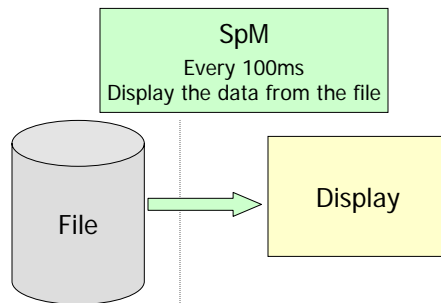 SpM
Every 100ms
Display the data from the file
File
Display